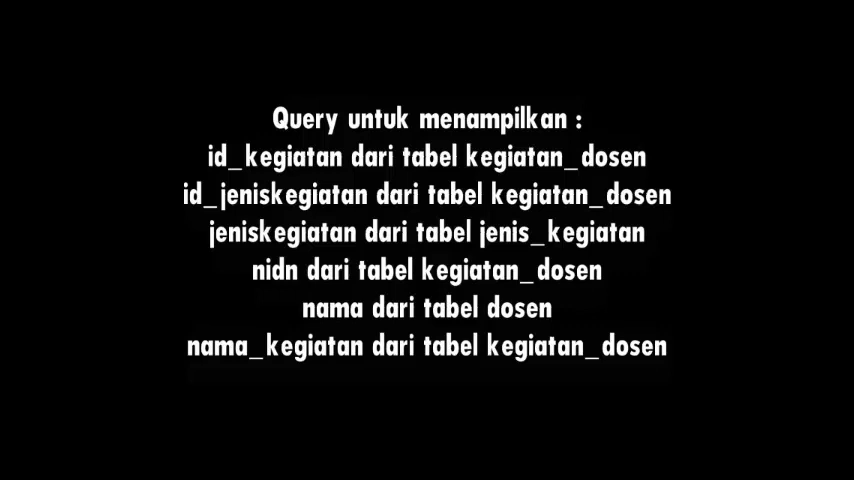 Query untuk menampilkan :
id_kegiatan dari tabel kegiatan_dosen
id_jeniskegiatan dari tabel kegiatan_dosen
jeniskegiatan dari tabel jenis_kegiatan
nidn dari tabel kegiatan_dosen
nama dari tabel dosen
nama_kegiatan dari tabel kegiatan_dosen